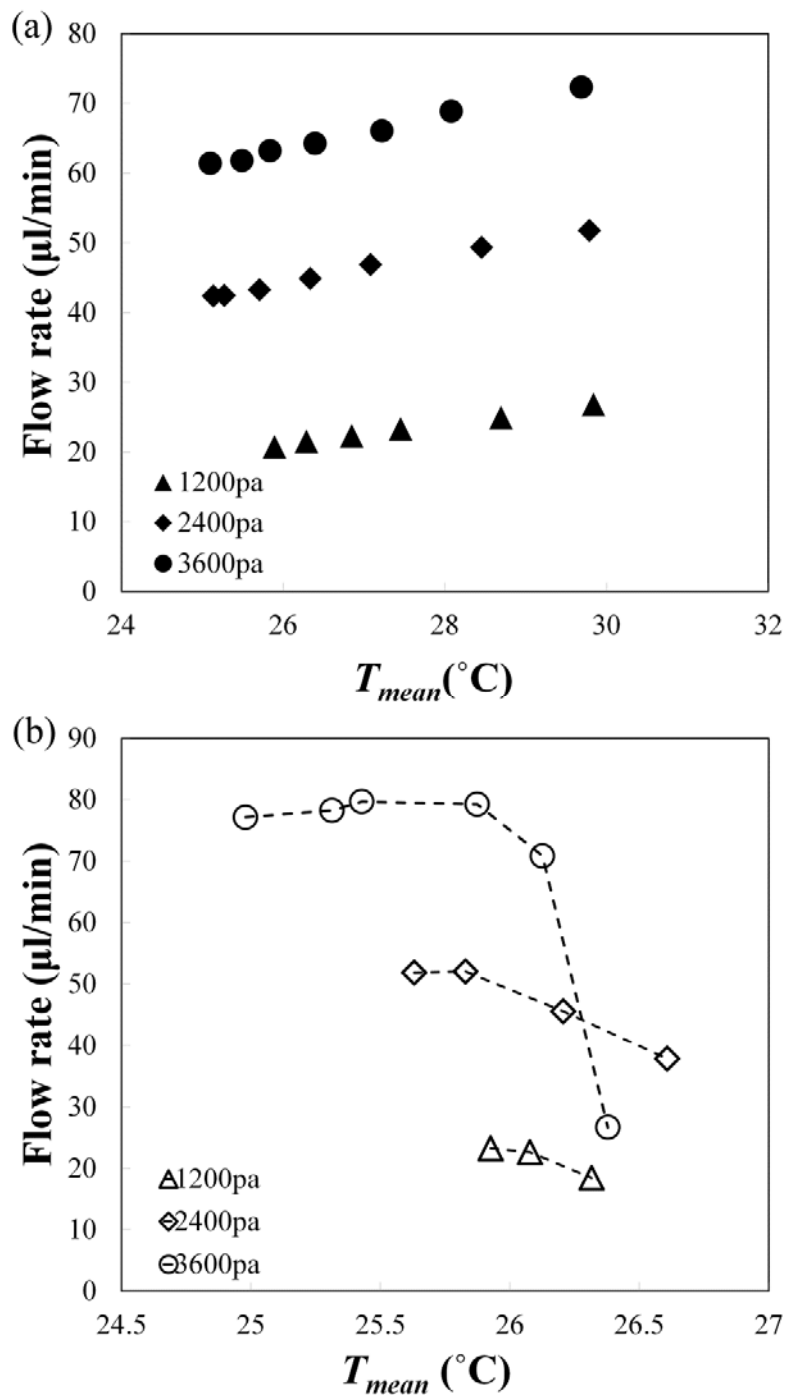 (a)
80
70
60
50
40
30
20
10
0
Flow rate (µl/min)
▲ 1200pa
◆ 2400pa
● 3600pa
24 26 28 30 32
Tmean(˚C)
(b)
90
80
70
60
50
40
30
20
10
0
Flow rate (µl/min)
1200pa
2400pa
3600pa
24.5 25 25.5 26 26.5 27
Tmean (˚C)